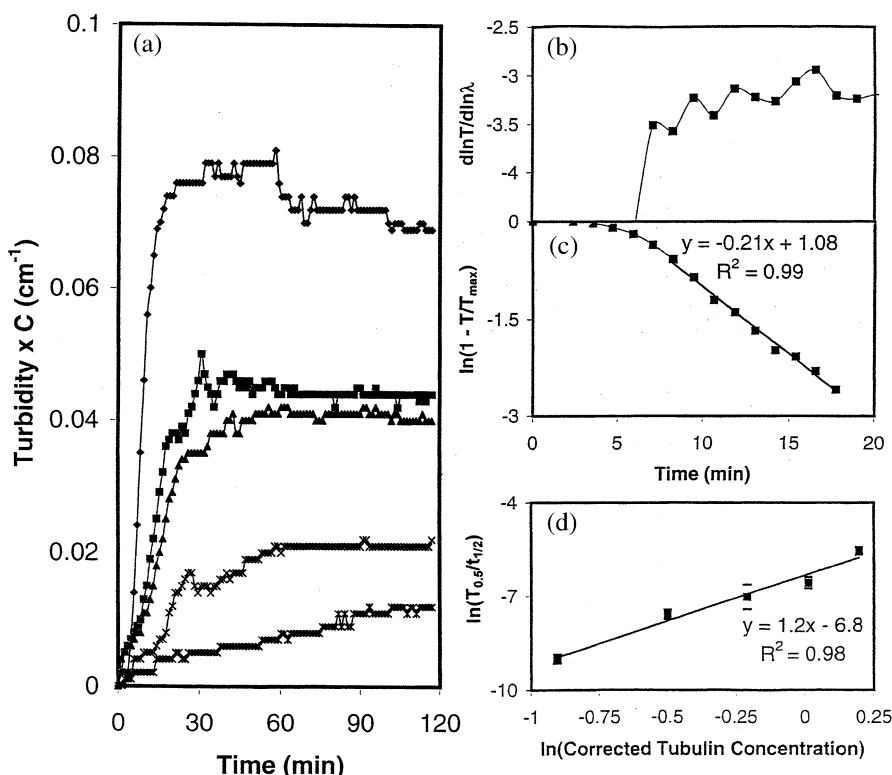 (a)
0.1
0.08
0.06
0.04
0.02
0
0 30 60 90 120
Turbidity x C (cm⁻¹)
Time (min)
(b)
-2.5
-3
-3.5
-4
dlnT/dlnλ
(c)
0
-1.5
-3
y = -0.21x + 1.08
R² = 0.99
ln(1 - T/Tmax)
0 5 10 15 20
Time (min)
(d)
-4
-7
-10
y = 1.2x - 6.8
R² = 0.98
ln(T0.5/t1/2)
-1 -0.75 -0.5 -0.25 0 0.25
ln(Corrected Tubulin Concentration)